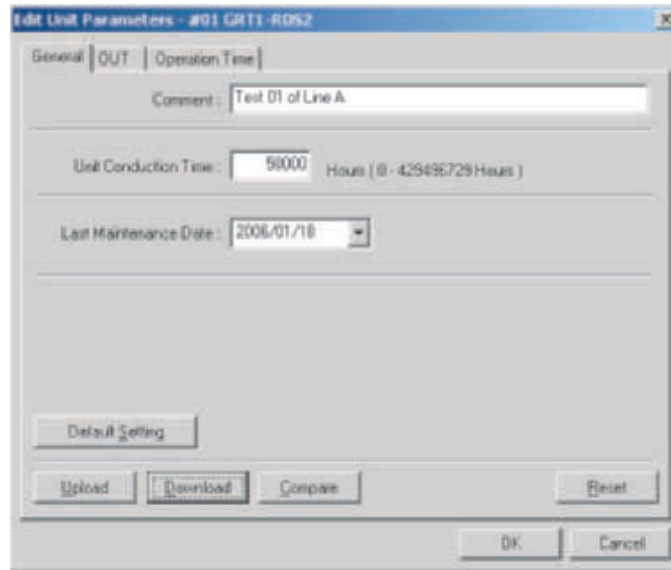 Edit Unit Parameters - #01 GRT1-ROS2
General OUT Operation Time
Comment : Test 01 of Line A
Unit Conduction Time : 50000 Hours ( 0 - 429496729 Hours )
Last Maintenance Date : 2006/01/18
Default Setting
Upload Download Compare Reset
OK Cancel